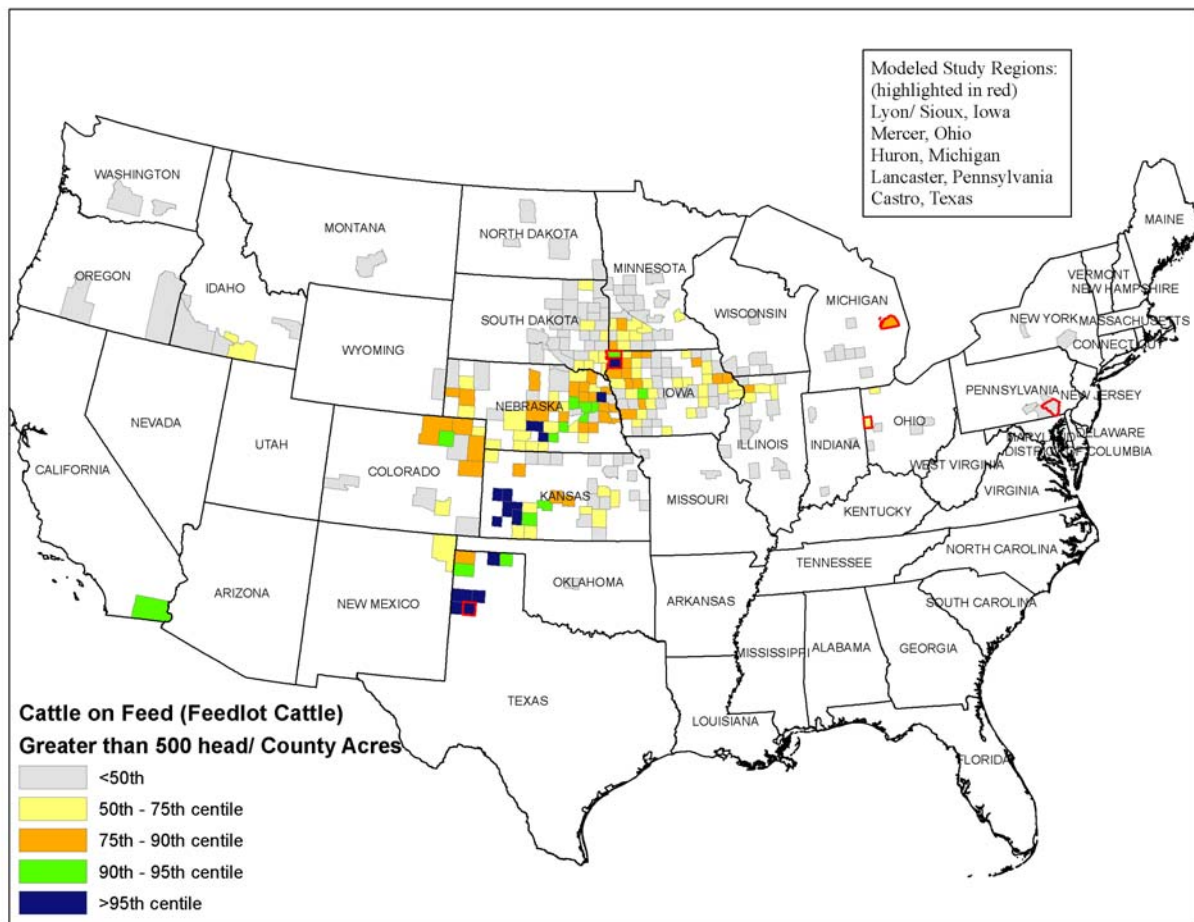 Modeled Study Regions:
(highlighted in red)
Lyon/ Sioux, Iowa
Mercer, Ohio
Huron, Michigan
Lancaster, Pennsylvania
Castro, Texas
WASHINGTON
MONTANA
NORTH DAKOTA
MINNESOTA
MAINE
OREGON
IDAHO
SOUTH DAKOTA
WISCONSIN
MICHIGAN
VERMONT
NEW HAMPSHIRE
NEW YORK
MASSACHUSETTS
CONNECTICUT
WYOMING
NEBRASKA
IOWA
PENNSYLVANIA
NEW JERSEY
NEVADA
UTAH
COLORADO
ILLINOIS
INDIANA
OHIO
MARYLAND
DELAWARE
DISTRICT OF COLUMBIA
CALIFORNIA
KANSAS
MISSOURI
WEST VIRGINIA
VIRGINIA
KENTUCKY
ARIZONA
NEW MEXICO
OKLAHOMA
ARKANSAS
TENNESSEE
NORTH CAROLINA
SOUTH CAROLINA
MISSISSIPPI
ALABAMA
GEORGIA
TEXAS
LOUISIANA
FLORIDA
Cattle on Feed (Feedlot Cattle)
Greater than 500 head/ County Acres
<50th
50th - 75th centile
75th - 90th centile
90th - 95th centile
>95th centile